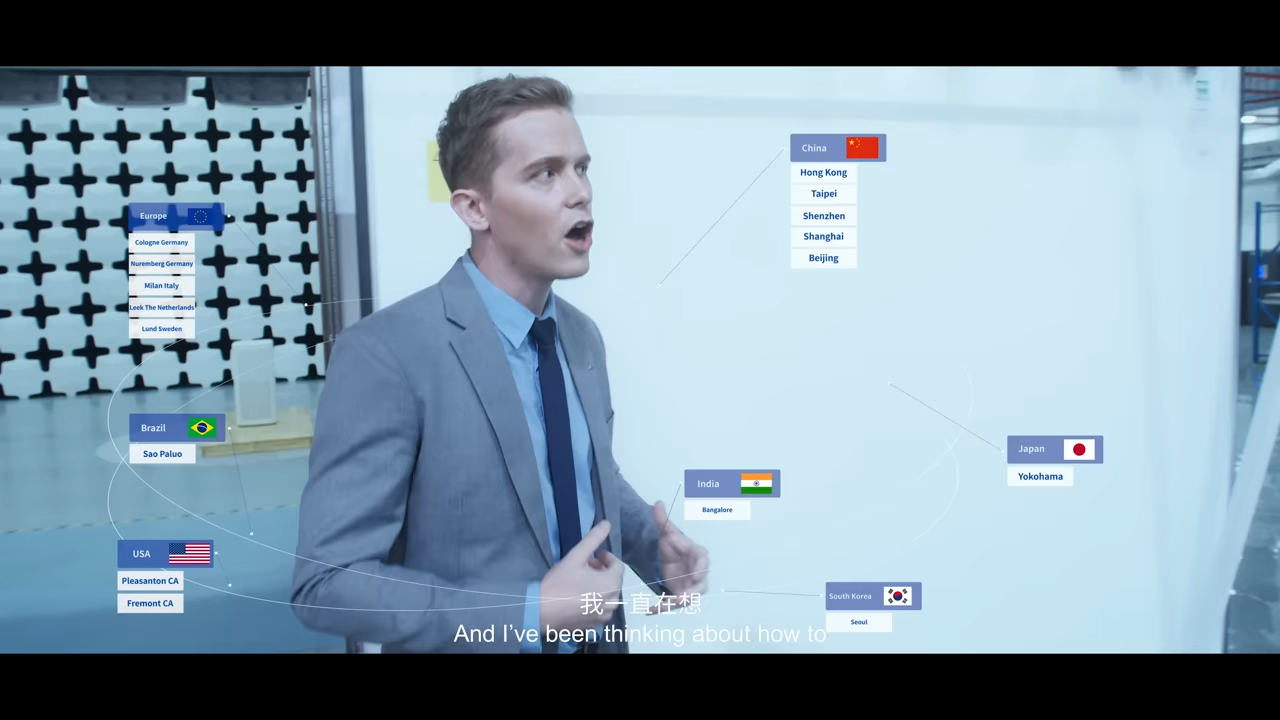 Europe
Cologne Germany
Nuremberg Germany
Milan Italy
Leek The Netherlands
Lund Sweden
Brazil
Sao Paluo
USA
Pleasanton CA
Fremont CA
China
Hong Kong
Taipei
Shenzhen
Shanghai
Beijing
India
Bangalore
Japan
Yokohama
South Korea
Seoul
我一直在想
And I've been thinking about how to